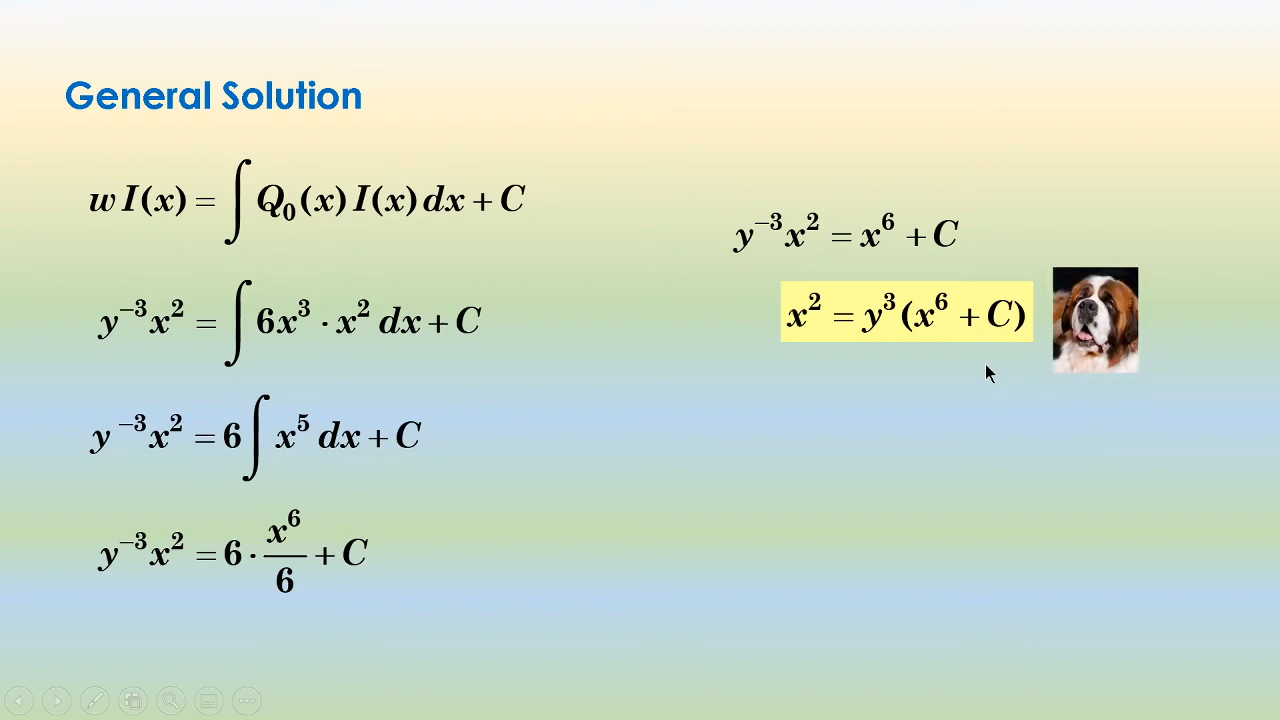 General Solution
w I(x) = ∫ Q₀(x) I(x) dx + C
y⁻³x² = ∫ 6x³ · x² dx + C
y⁻³x² = 6 ∫ x⁵ dx + C
y⁻³x² = 6 · x⁶/6 + C
y⁻³x² = x⁶ + C
x² = y³(x⁶ + C)